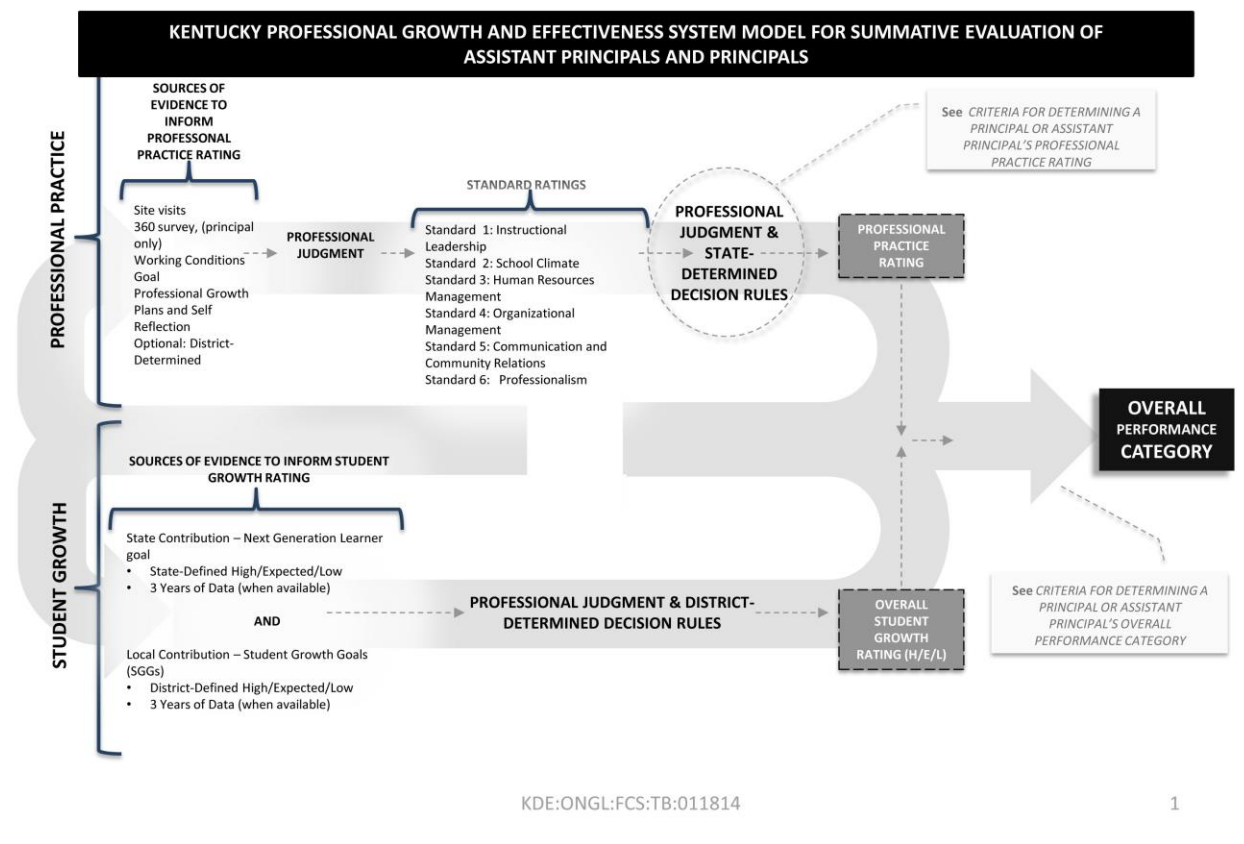 KENTUCKY PROFESSIONAL GROWTH AND EFFECTIVENESS SYSTEM MODEL FOR SUMMATIVE EVALUATION OF
ASSISTANT PRINCIPALS AND PRINCIPALS
PROFESSIONAL PRACTICE
SOURCES OF
EVIDENCE TO
INFORM
PROFESSIONAL
PRACTICE RATING
Site visits
360 survey, (principal
only)
Working Conditions
Goal
Professional Growth
Plans and Self
Reflection
Optional: District-
Determined
PROFESSIONAL
JUDGMENT
STANDARD RATINGS
Standard 1: Instructional
Leadership
Standard 2: School Climate
Standard 3: Human Resources
Management
Standard 4: Organizational
Management
Standard 5: Communication and
Community Relations
Standard 6: Professionalism
PROFESSIONAL
JUDGMENT &
STATE-
DETERMINED
DECISION RULES
See CRITERIA FOR DETERMINING A
PRINCIPAL OR ASSISTANT
PRINCIPAL'S PROFESSIONAL
PRACTICE RATING
PROFESSIONAL
PRACTICE
RATING
OVERALL
PERFORMANCE
CATEGORY
STUDENT GROWTH
SOURCES OF EVIDENCE TO INFORM STUDENT
GROWTH RATING
State Contribution – Next Generation Learner
goal
• State-Defined High/Expected/Low
• 3 Years of Data (when available)
AND
Local Contribution – Student Growth Goals
(SGGs)
• District-Defined High/Expected/Low
• 3 Years of Data (when available)
PROFESSIONAL JUDGMENT & DISTRICT-
DETERMINED DECISION RULES
OVERALL
STUDENT
GROWTH
RATING (H/E/L)
See CRITERIA FOR DETERMINING A
PRINCIPAL OR ASSISTANT
PRINCIPAL'S OVERALL
PERFORMANCE CATEGORY
KDE:ONGL:FCS:TB:011814
1